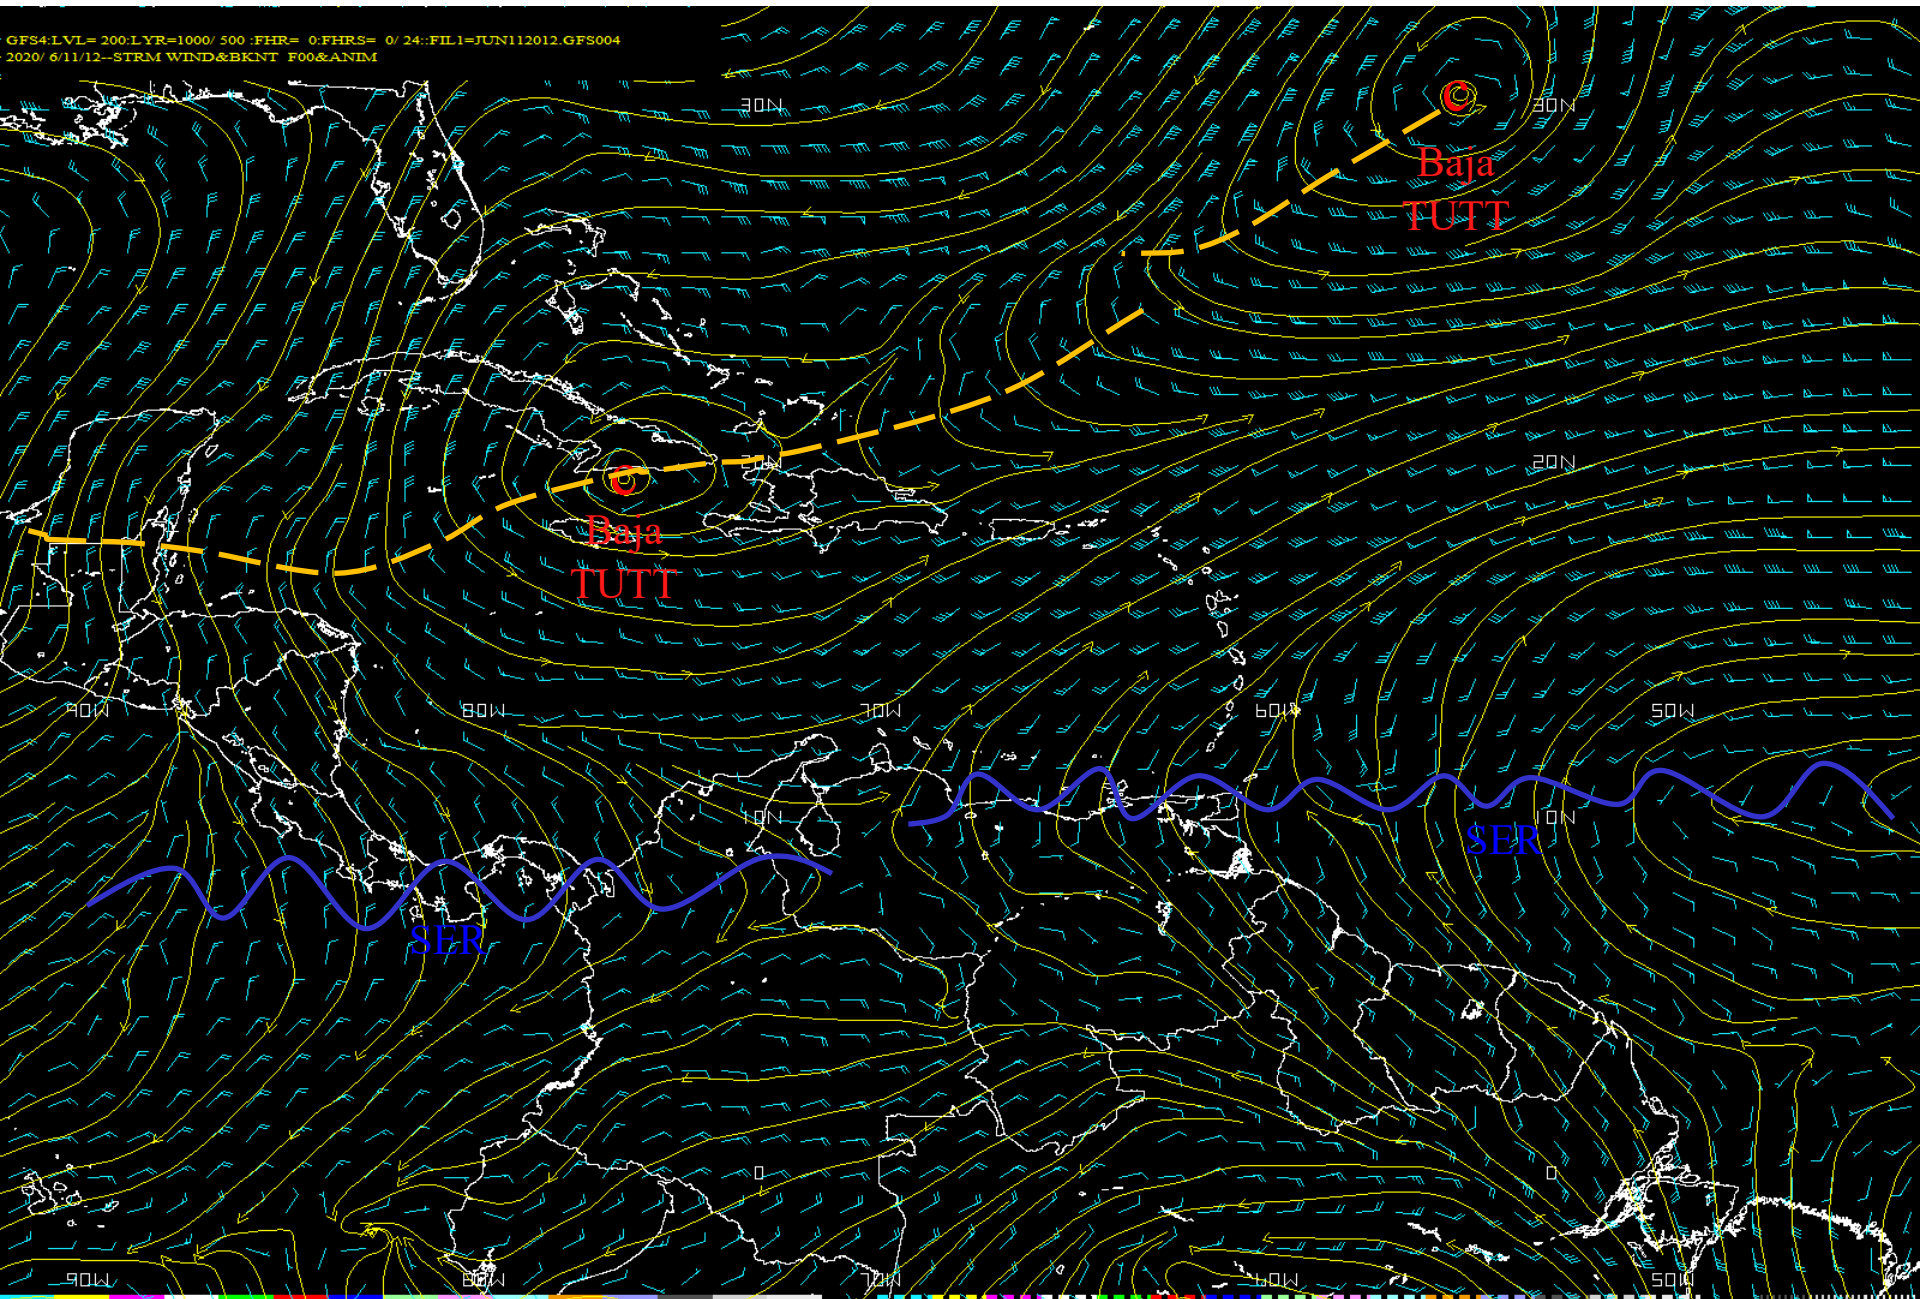 GFS4:LVL= 200:LYR=1000/ 500 :FHR= 0:FHRS= 0/ 24::FIL1=JUN112012.GFS004
2020/ 6/11/12--STRM WIND&BKNT F00&ANIM
30N
30N
C
Baja
TUTT
20N
20N
C
Baja
TUTT
90W
80W
70W
60W
50W
10N
10N
SER
SER
0
0
90W
80W
70W
60W
50W